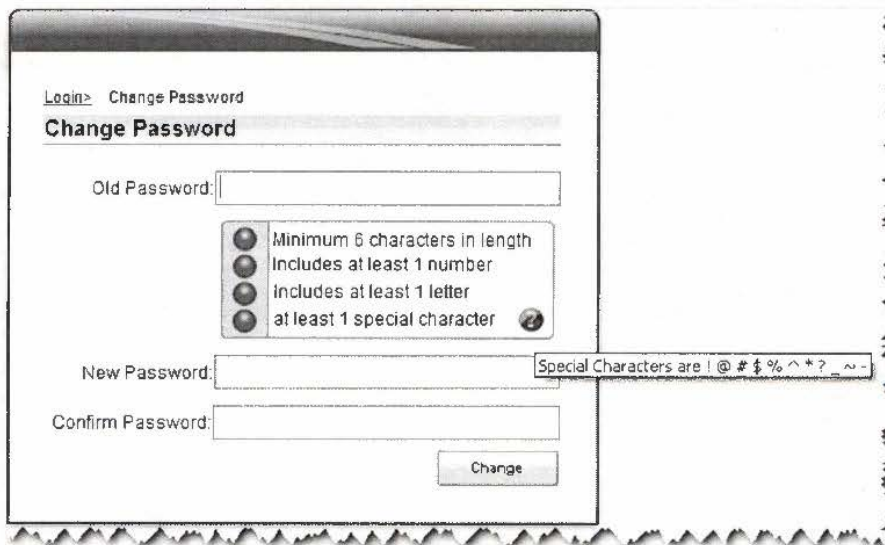 Login> Change Password
Change Password
Old Password:
Minimum 6 characters in length
Includes at least 1 number
Includes at least 1 letter
at least 1 special character
New Password:
Special Characters are ! @ # $ % ^ * ? _ ~ -
Confirm Password:
Change